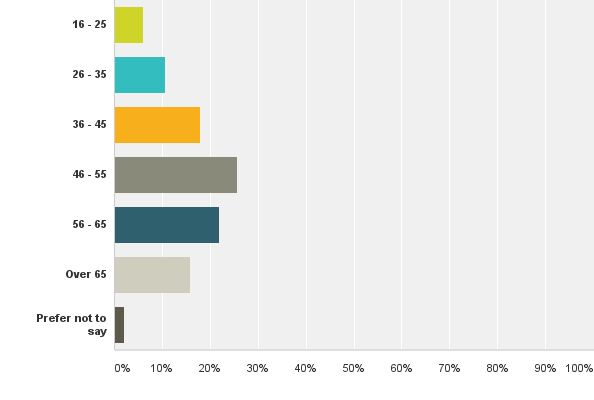 16 - 25
26 - 35
36 - 45
46 - 55
56 - 65
Over 65
Prefer not to
say
0% 10% 20% 30% 40% 50% 60% 70% 80% 90% 100%